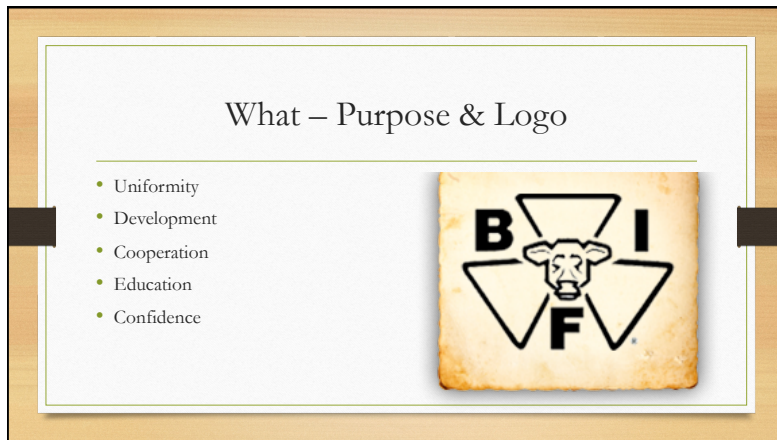 What – Purpose & Logo
• Uniformity
• Development
• Cooperation
• Education
• Confidence
B I
F